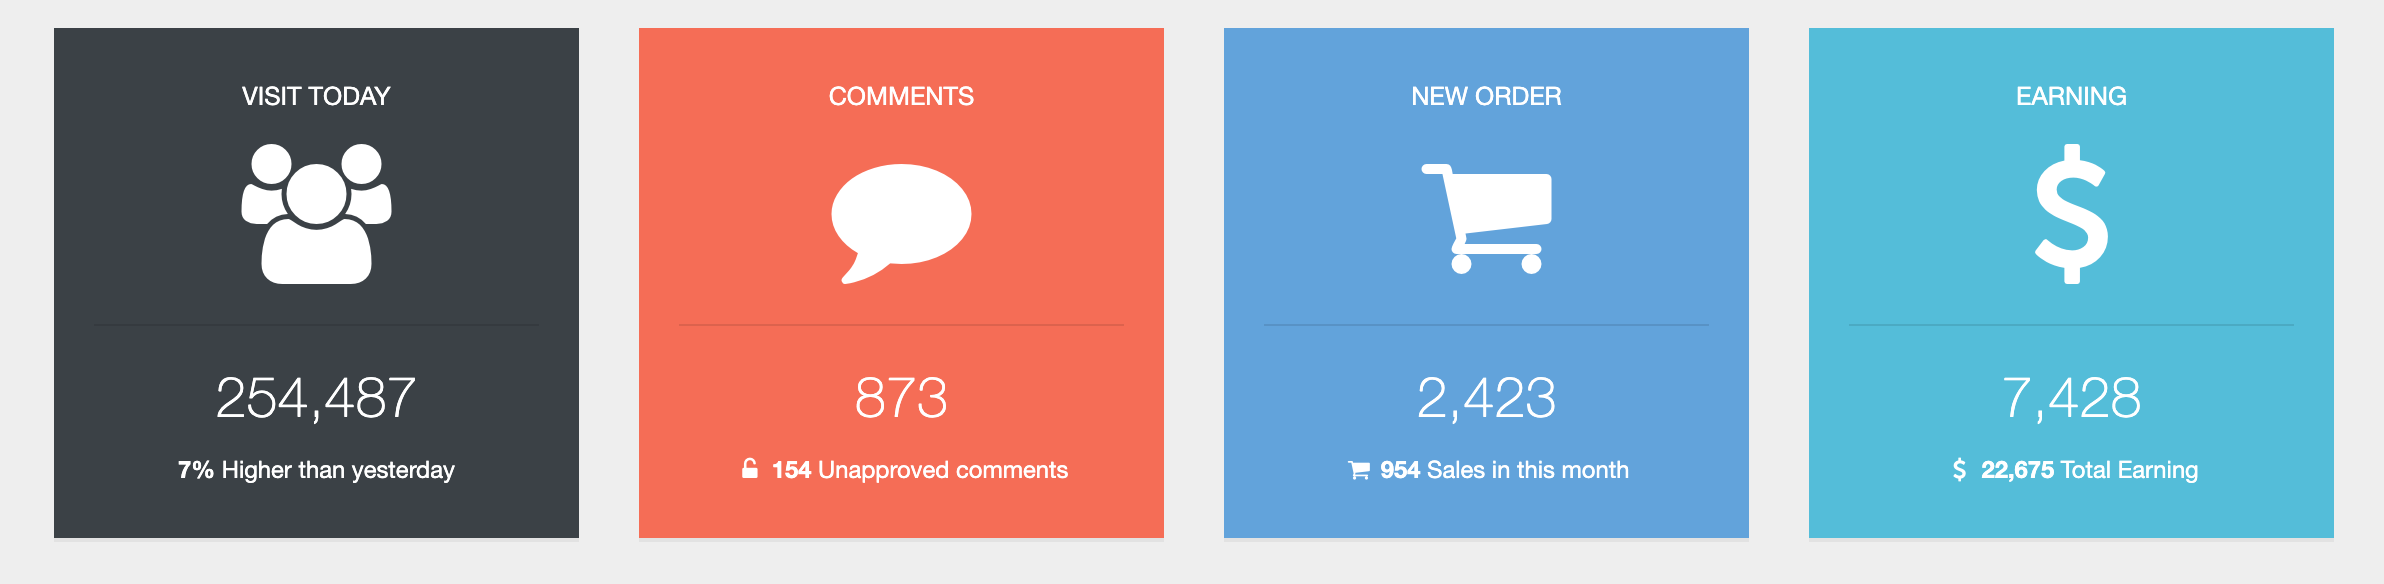 VISIT TODAY
254,487
7% Higher than yesterday
COMMENTS
873
154 Unapproved comments
NEW ORDER
2,423
954 Sales in this month
EARNING
$
7,428
$ 22,675 Total Earning